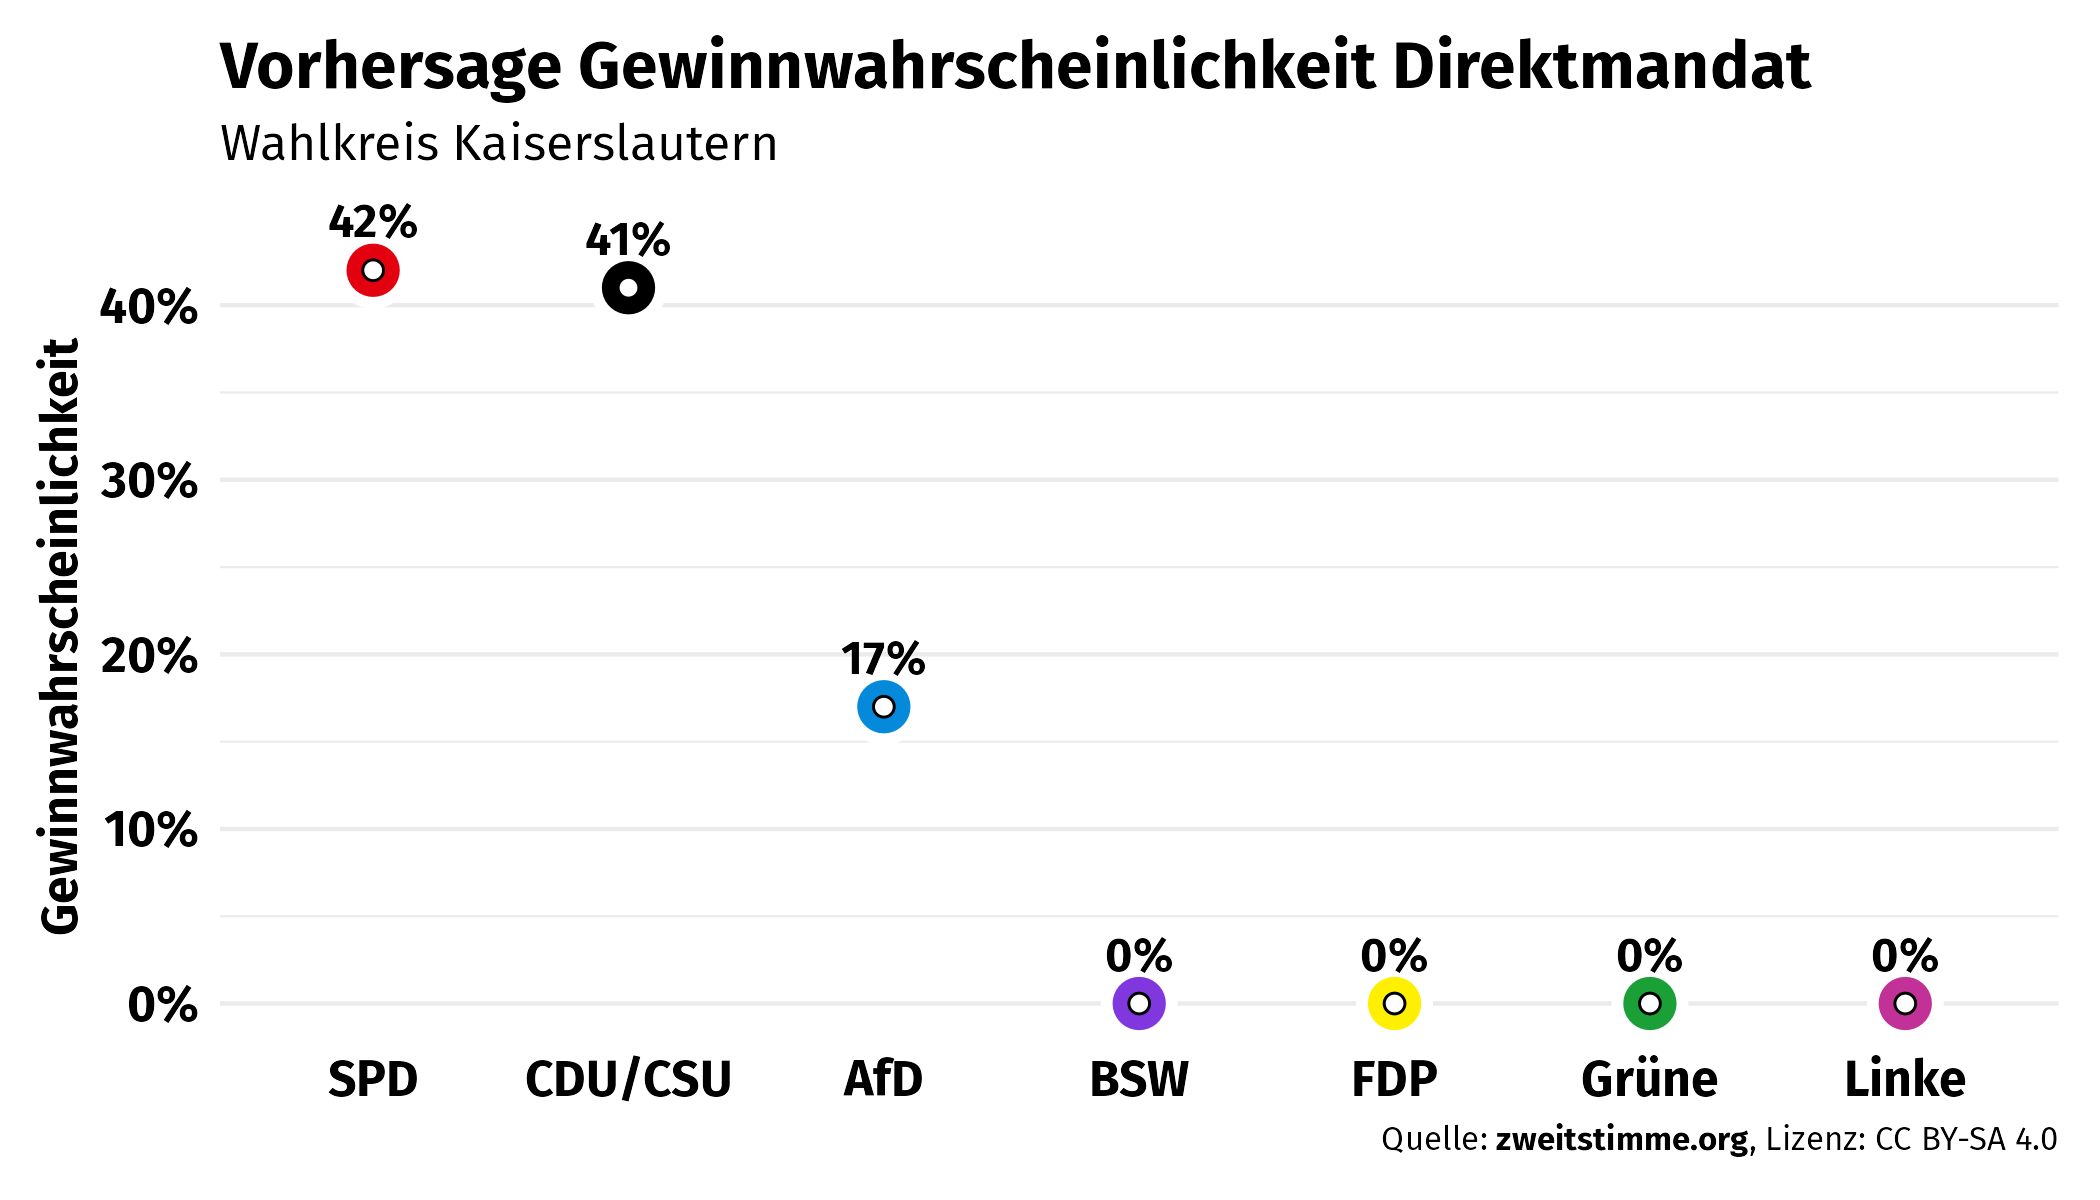 Vorhersage Gewinnwahrscheinlichkeit Direktmandat
Wahlkreis Kaiserslautern
Gewinnwahrscheinlichkeit
40%
30%
20%
10%
0%
42%
41%
17%
0%
0%
0%
0%
SPD
CDU/CSU
AfD
BSW
FDP
Grüne
Linke
Quelle: zweitstimme.org, Lizenz: CC BY-SA 4.0